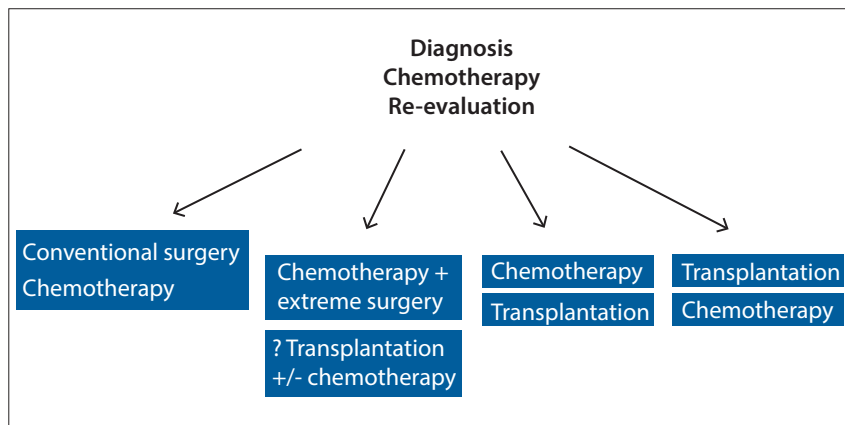 Diagnosis
Chemotherapy
Re-evaluation
Conventional surgery
Chemotherapy
Chemotherapy +
extreme surgery
? Transplantation
+/- chemotherapy
Chemotherapy
Transplantation
Transplantation
Chemotherapy